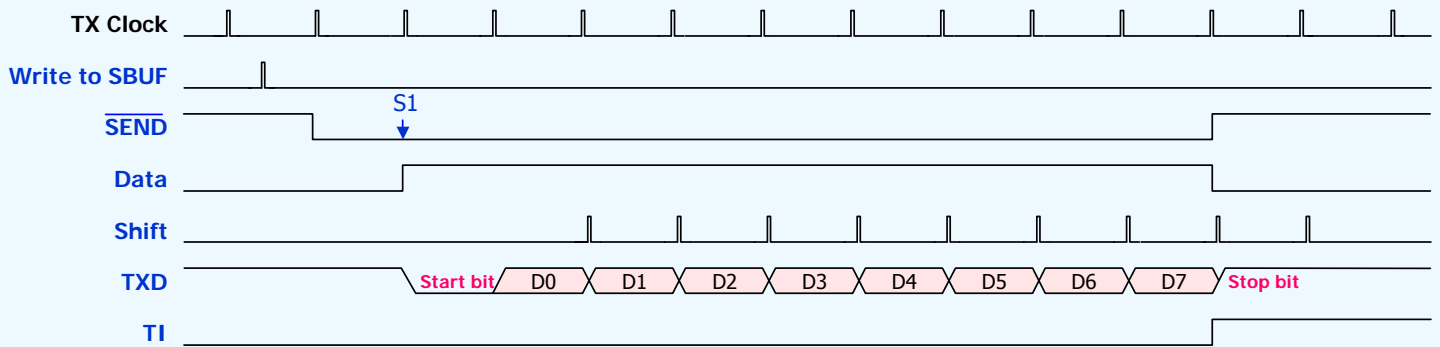 TX Clock
Write to SBUF
S1
SEND
Data
Shift
TXD Start bit D0 D1 D2 D3 D4 D5 D6 D7 Stop bit
TI